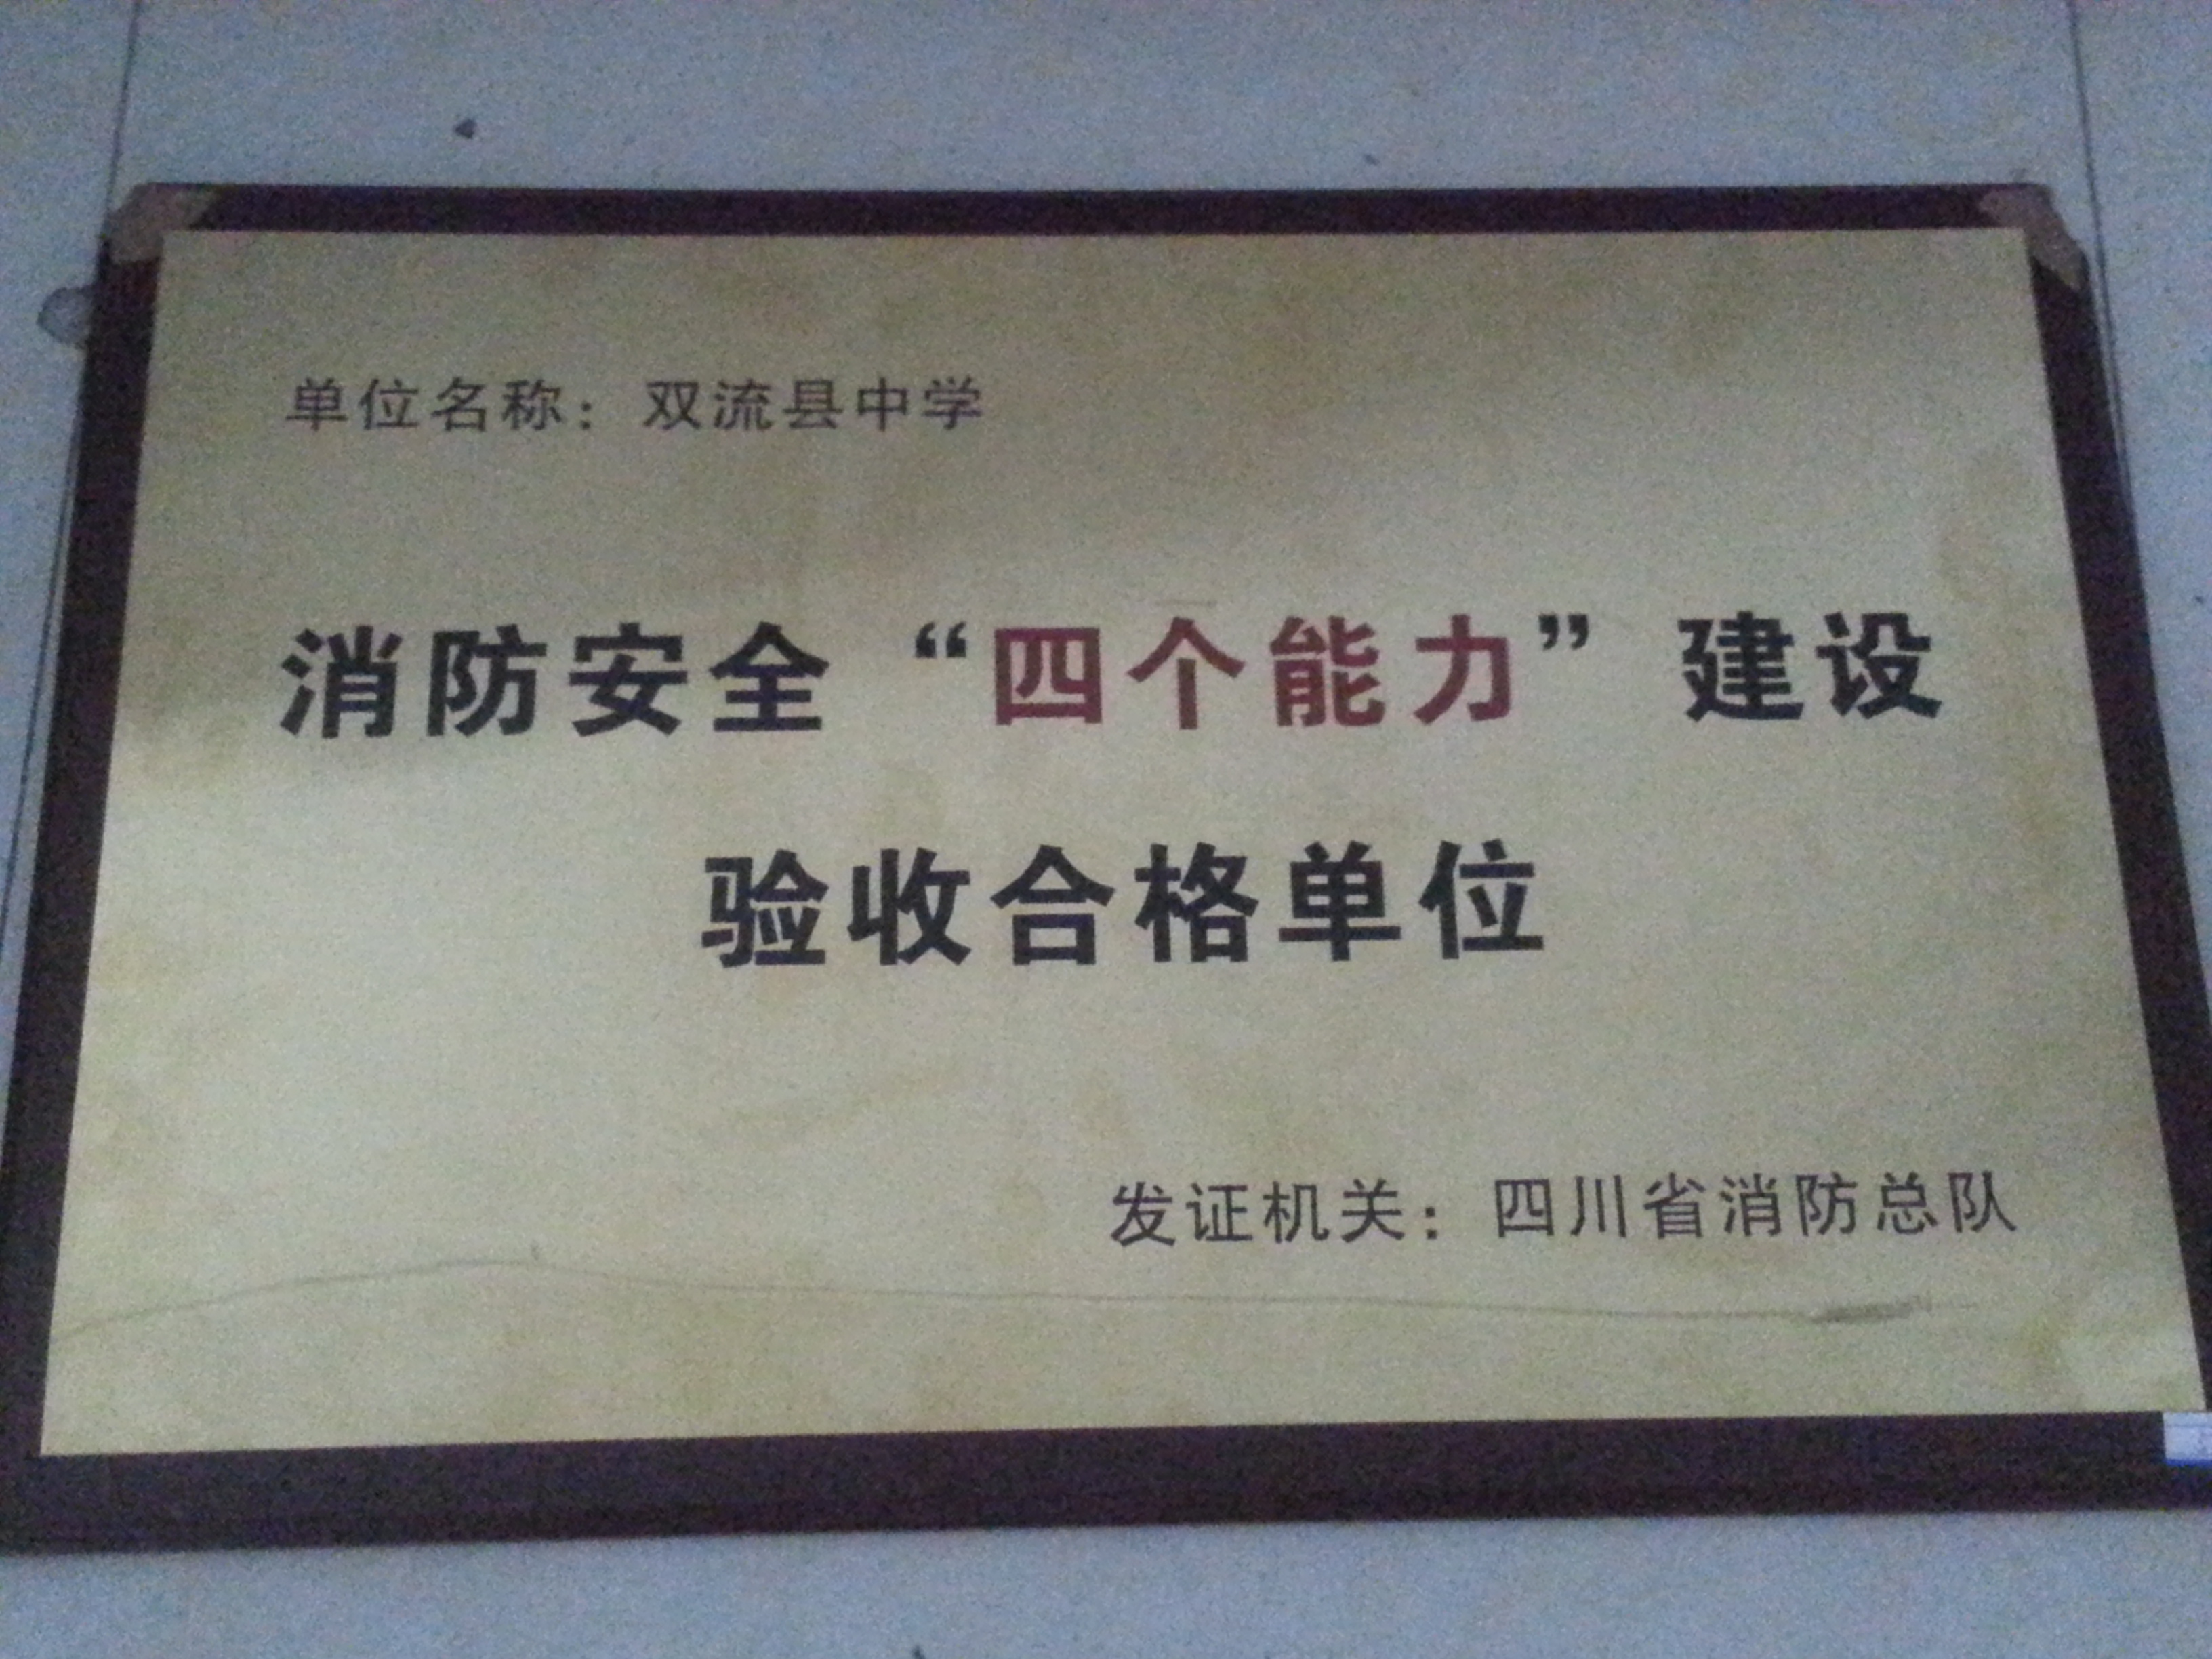 单位名称：双流县中学
消防安全“四个能力”建设
验收合格单位
发证机关：四川省消防总队